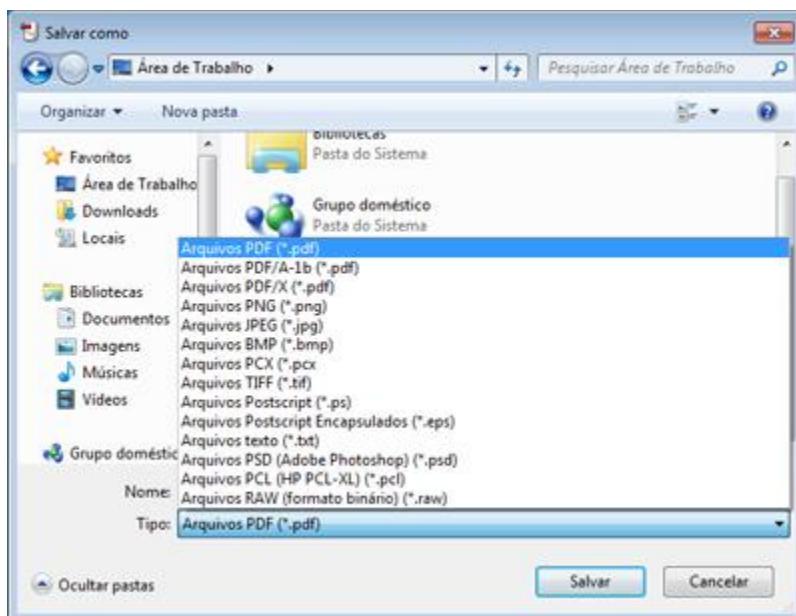 Salvar como
Área de Trabalho
Pesquisar Área de Trabalho
Organizar
Nova pasta
Favoritos
Área de Trabalho
Downloads
Locais
Bibliotecas
Documentos
Imagens
Músicas
Vídeos
Grupo doméstic
Bibliotecas
Pasta do Sistema
Grupo doméstico
Pasta do Sistema
Arquivos PDF (*.pdf)
Arquivos PDF/A-1b (*.pdf)
Arquivos PDF/X (*.pdf)
Arquivos PNG (*.png)
Arquivos JPEG (*.jpg)
Arquivos BMP (*.bmp)
Arquivos PCX (*.pcx
Arquivos TIFF (*.tif)
Arquivos Postscript (*.ps)
Arquivos Postscript Encapsulados (*.eps)
Arquivos texto (*.txt)
Arquivos PSD (Adobe Photoshop) (*.psd)
Arquivos PCL (HP PCL-XL) (*.pcl)
Arquivos RAW (formato binário) (*.raw)
Nome:
Tipo: Arquivos PDF (*.pdf)
Ocultar pastas
Salvar
Cancelar